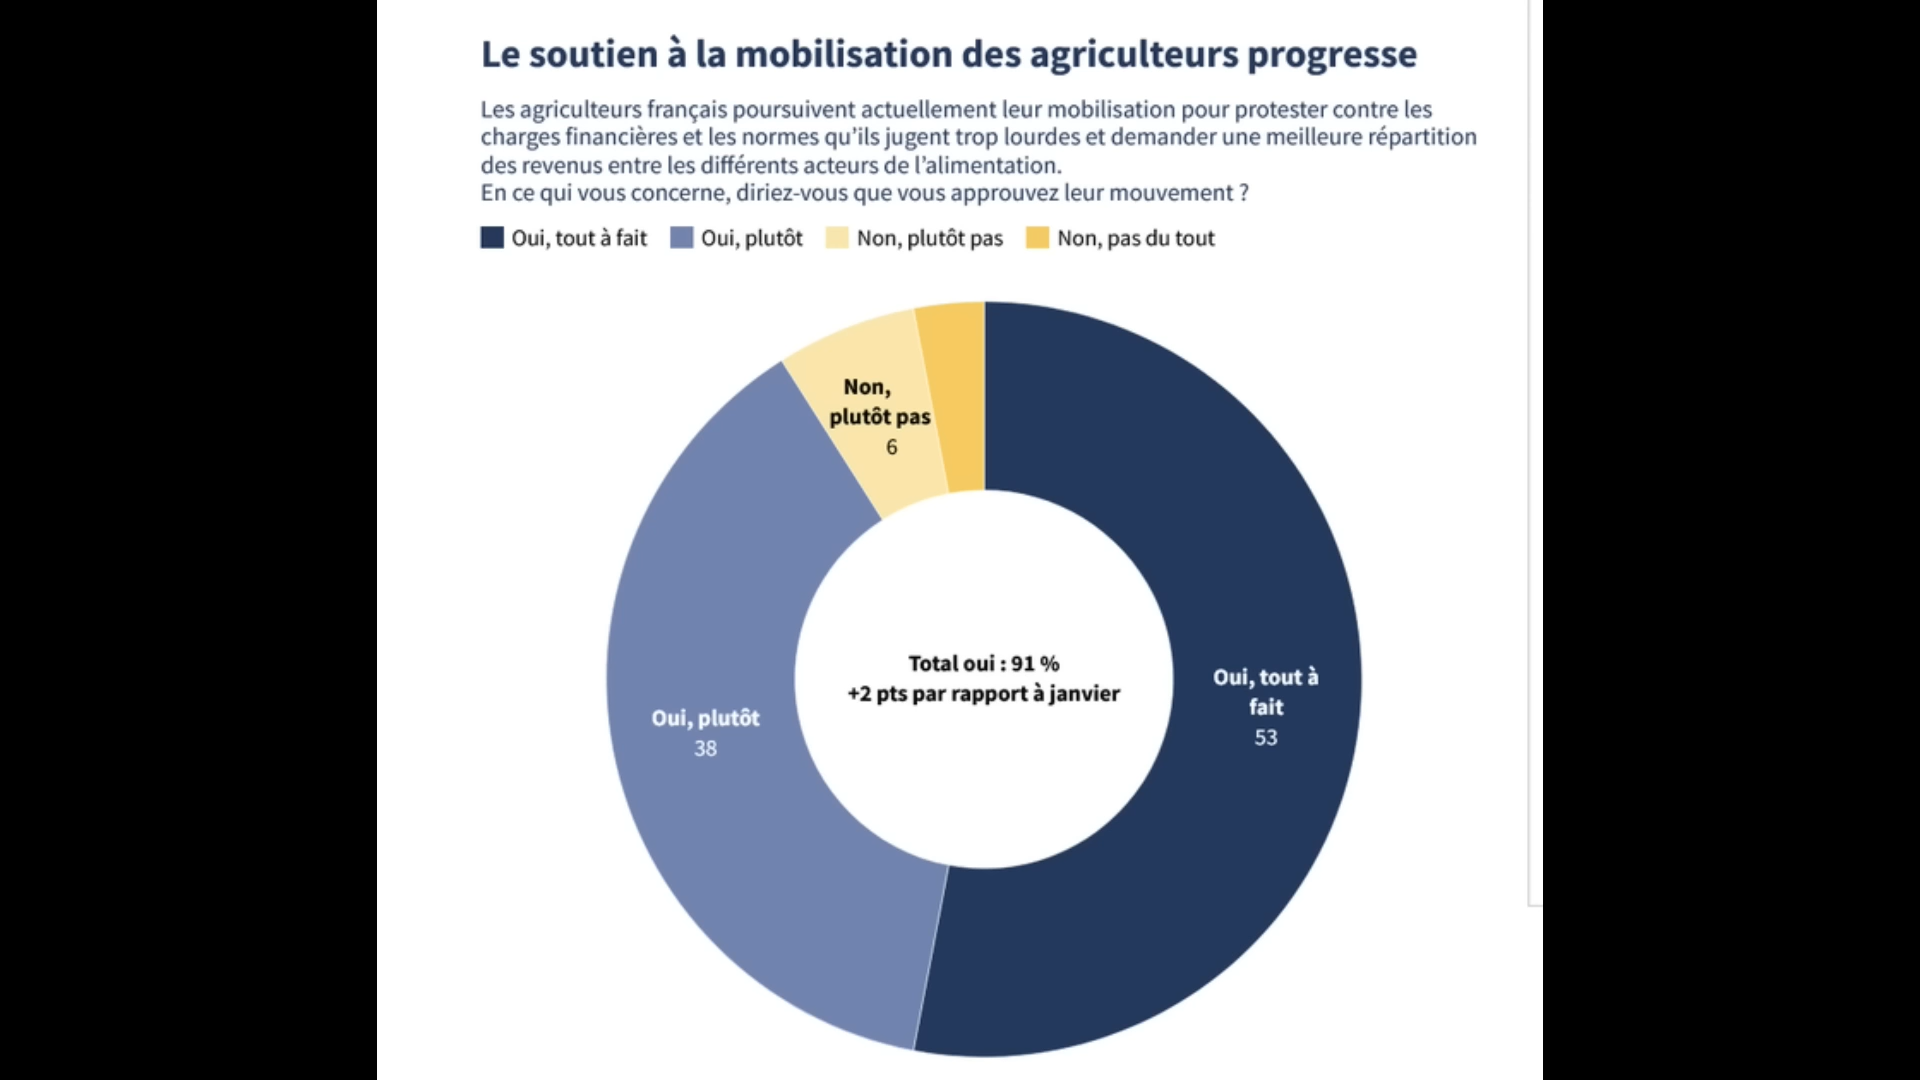 Le soutien à la mobilisation des agriculteurs progresse
Les agriculteurs français poursuivent actuellement leur mobilisation pour protester contre les
charges financières et les normes qu’ils jugent trop lourdes et demander une meilleure répartition
des revenus entre les différents acteurs de l’alimentation.
En ce qui vous concerne, diriez-vous que vous approuvez leur mouvement ?
Oui, tout à fait Oui, plutôt Non, plutôt pas Non, pas du tout
Non,
plutôt pas
6
Total oui : 91 %
+2 pts par rapport à janvier
Oui, tout à
fait
53
Oui, plutôt
38